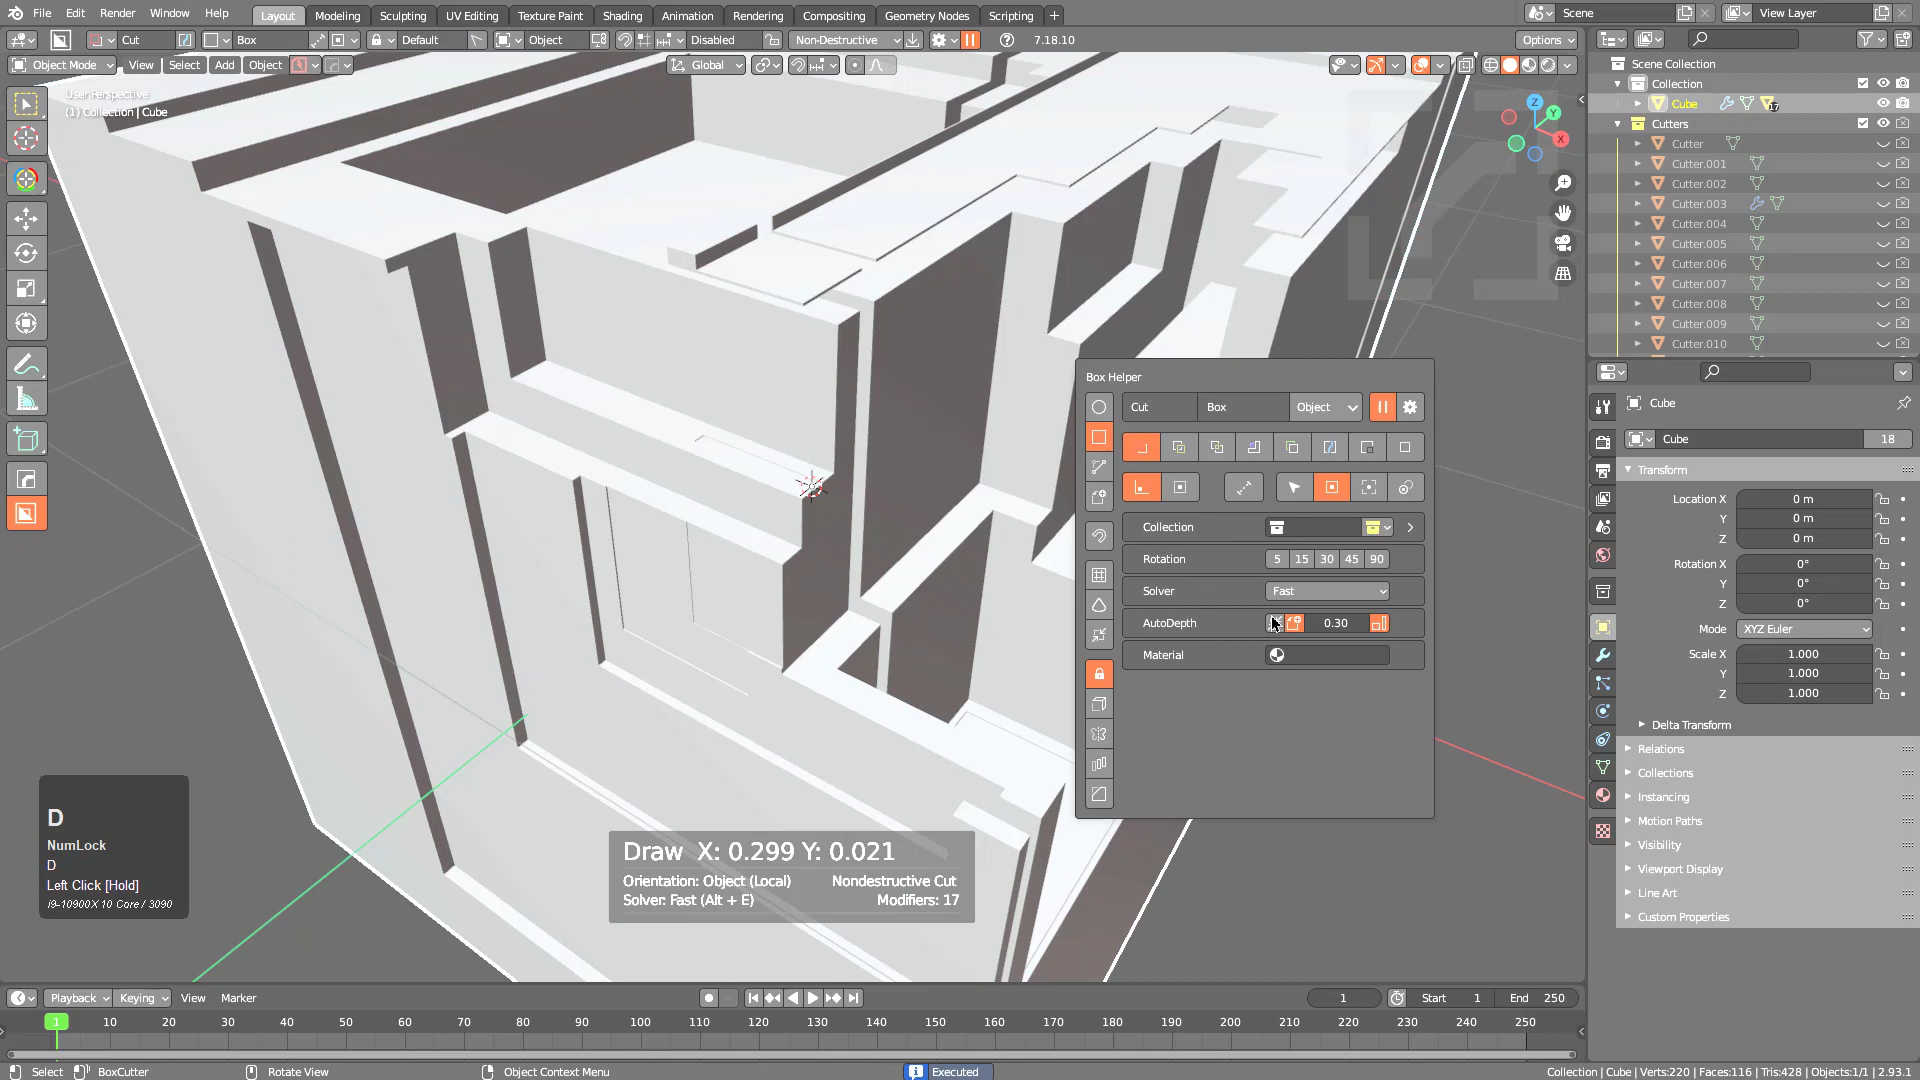 File Edit Render Window Help Layout Modeling Sculpting UV Editing Texture Paint Shading Animation Rendering Compositing Geometry Nodes Scripting + Scene View Layer
Cut Box Default Object Disabled Non-Destructive 7.18.10 Options
Object Mode View Select Add Object Global
User Perspective
(1) Collection | Cube
Z
Y
X
Scene Collection
Collection
Cube 17
Cutters
Cutter
Cutter.001
Cutter.002
Cutter.003
Cutter.004
Cutter.005
Cutter.006
Cutter.007
Cutter.008
Cutter.009
Cutter.010
Box Helper
Cut Box Object
Collection
Rotation 5 15 30 45 90
Solver Fast
AutoDepth 0.30
Material
Cube
Cube 18
Transform
Location X 0 m
Y 0 m
Z 0 m
Rotation X 0°
Y 0°
Z 0°
Mode XYZ Euler
Scale X 1.000
Y 1.000
Z 1.000
Delta Transform
Relations
Collections
Instancing
Motion Paths
Visibility
Viewport Display
Line Art
Custom Properties
D
NumLock
D
Left Click [Hold]
i9-10900X 10 Core / 3090
Draw X: 0.299 Y: 0.021
Orientation: Object (Local) Nondestructive Cut
Solver: Fast (Alt + E) Modifiers: 17
Playback Keying View Marker 1 Start 1 End 250
1 10 20 30 40 50 60 70 80 90 100 110 120 130 140 150 160 170 180 190 200 210 220 230 240 250
Select BoxCutter Rotate View Object Context Menu Executed Collection | Cube | Verts:220 | Faces:116 | Tris:428 | Objects:1/1 | 2.93.1